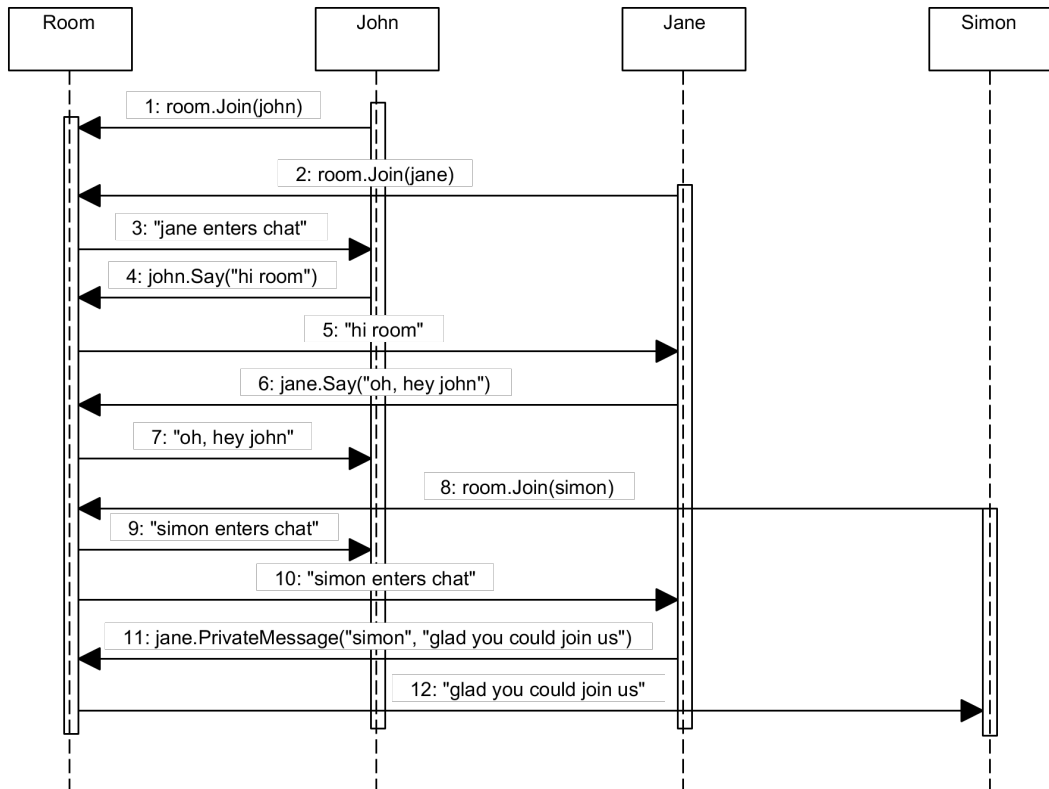 Room
John
Jane
Simon
1: room.Join(john)
2: room.Join(jane)
3: "jane enters chat"
4: john.Say("hi room")
5: "hi room"
6: jane.Say("oh, hey john")
7: "oh, hey john"
8: room.Join(simon)
9: "simon enters chat"
10: "simon enters chat"
11: jane.PrivateMessage("simon", "glad you could join us")
12: "glad you could join us"